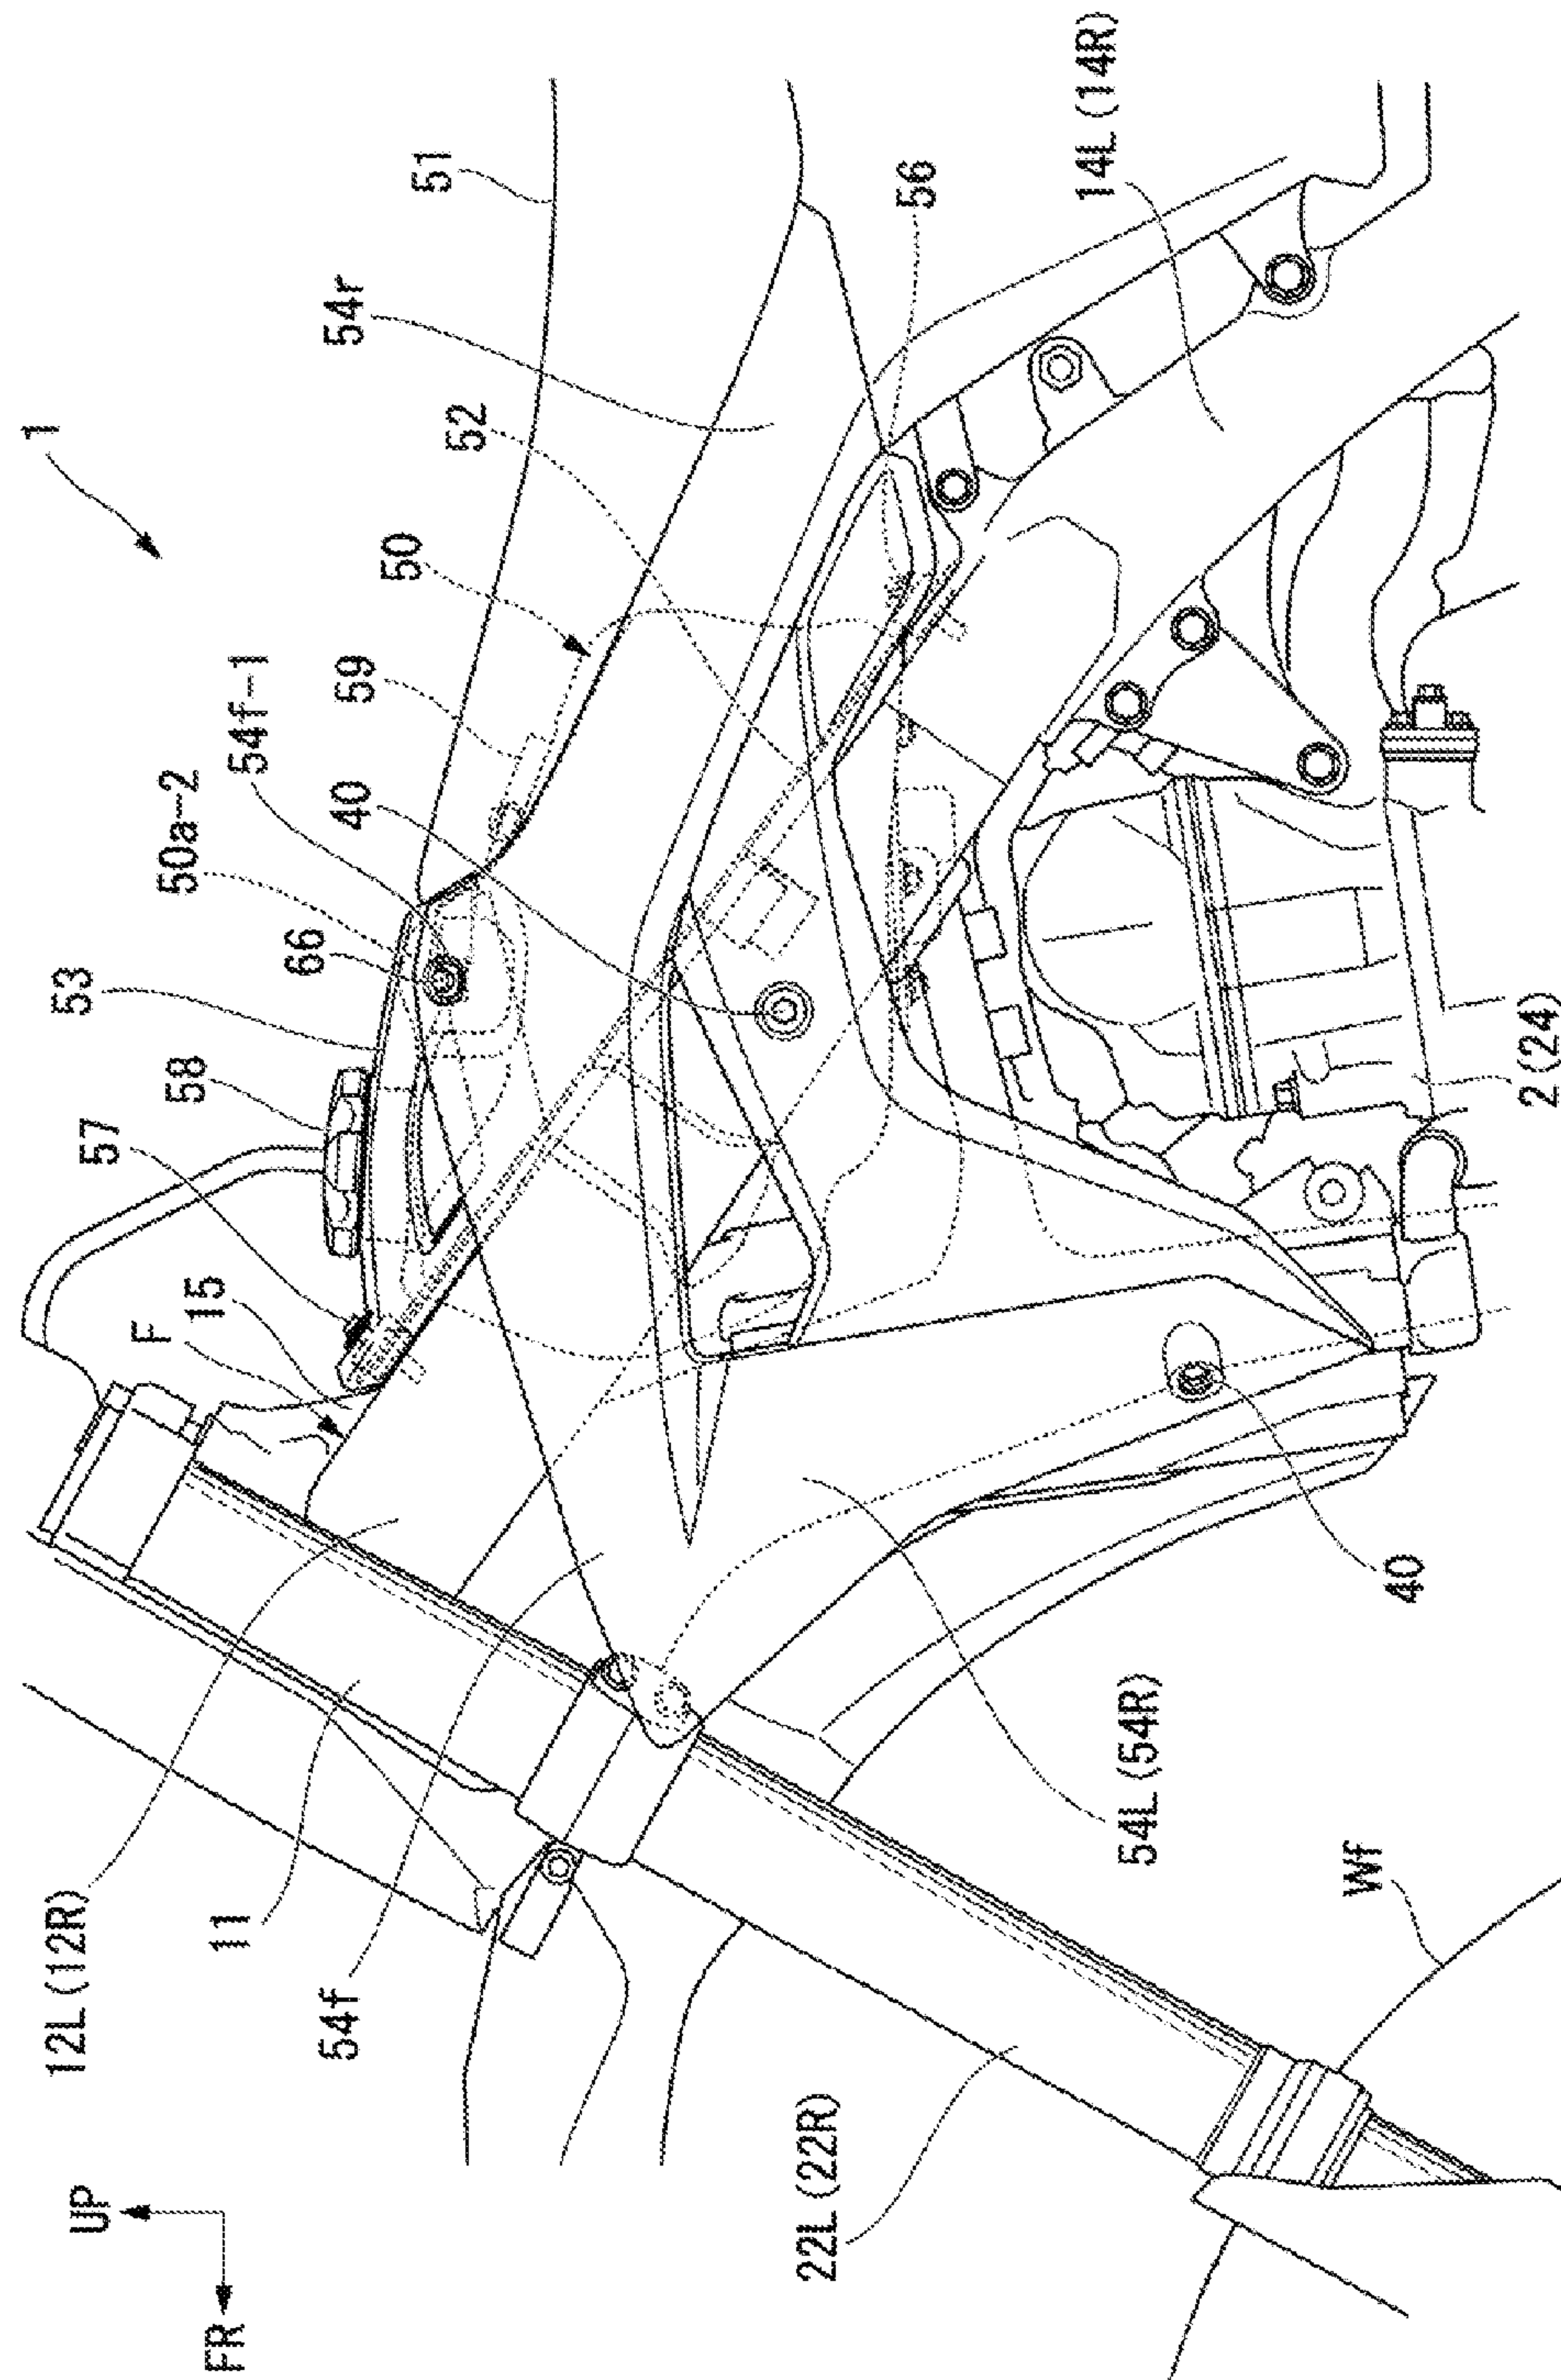 1
51
54r
52
50
59
54f-1
40
50a-2
66
53
58
57
15
F
56
14L (14R)
2 (24)
40
54L (54R)
Wf
12L (12R)
11
54f
22L (22R)
UP
FR